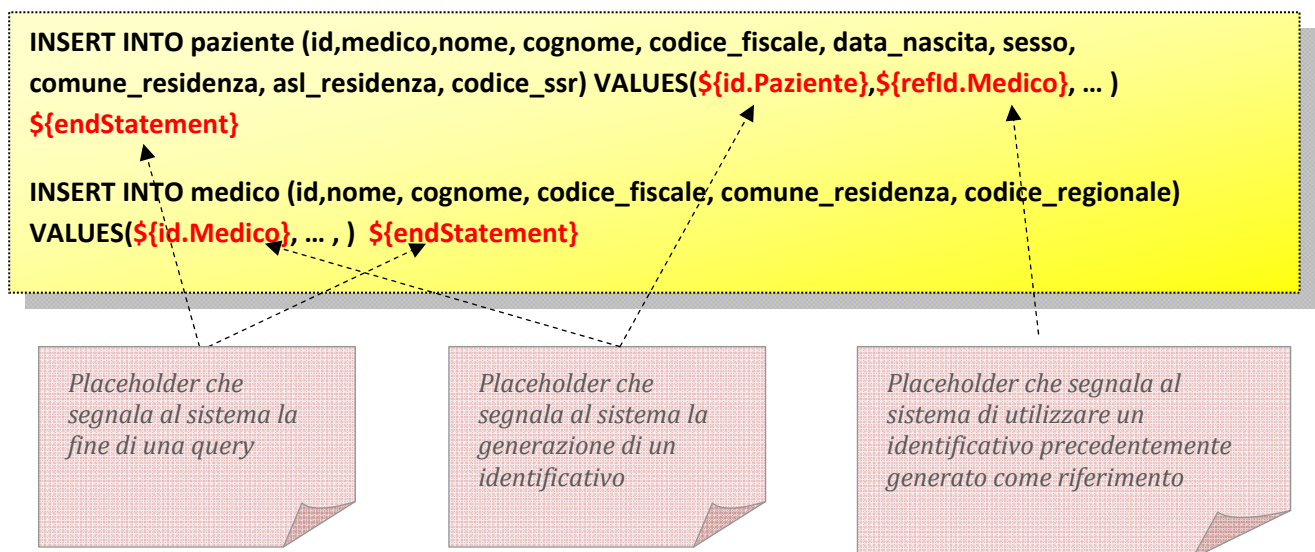 INSERT INTO paziente (id,medico,nome, cognome, codice_fiscale, data_nascita, sesso,
comune_residenza, asl_residenza, codice_ssr) VALUES(${id.Paziente},${refId.Medico}, … )
${endStatement}
INSERT INTO medico (id,nome, cognome, codice_fiscale, comune_residenza, codice_regionale)
VALUES(${id.Medico}, … , ) ${endStatement}
Placeholder che
segnala al sistema la
fine di una query
Placeholder che
segnala al sistema la
generazione di un
identificativo
Placeholder che segnala al
sistema di utilizzare un
identificativo precedentemente
generato come riferimento